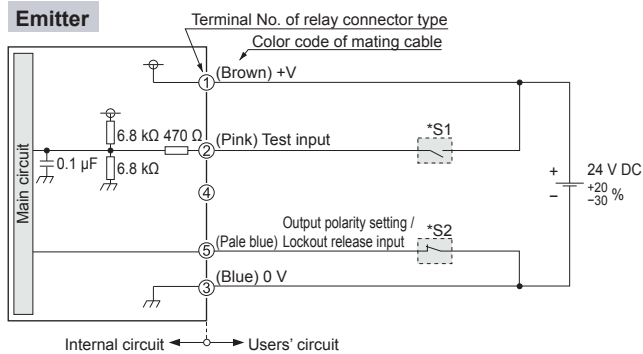 Emitter
Terminal No. of relay connector type
Color code of mating cable
1 (Brown) +V
6.8 kΩ 470 Ω
2 (Pink) Test input
*S1
0.1 µF
6.8 kΩ
Main circuit
4
+
−
24 V DC
+20
−30 %
Output polarity setting /
*S2
5 (Pale blue) Lockout release input
3 (Blue) 0 V
Internal circuit Users' circuit